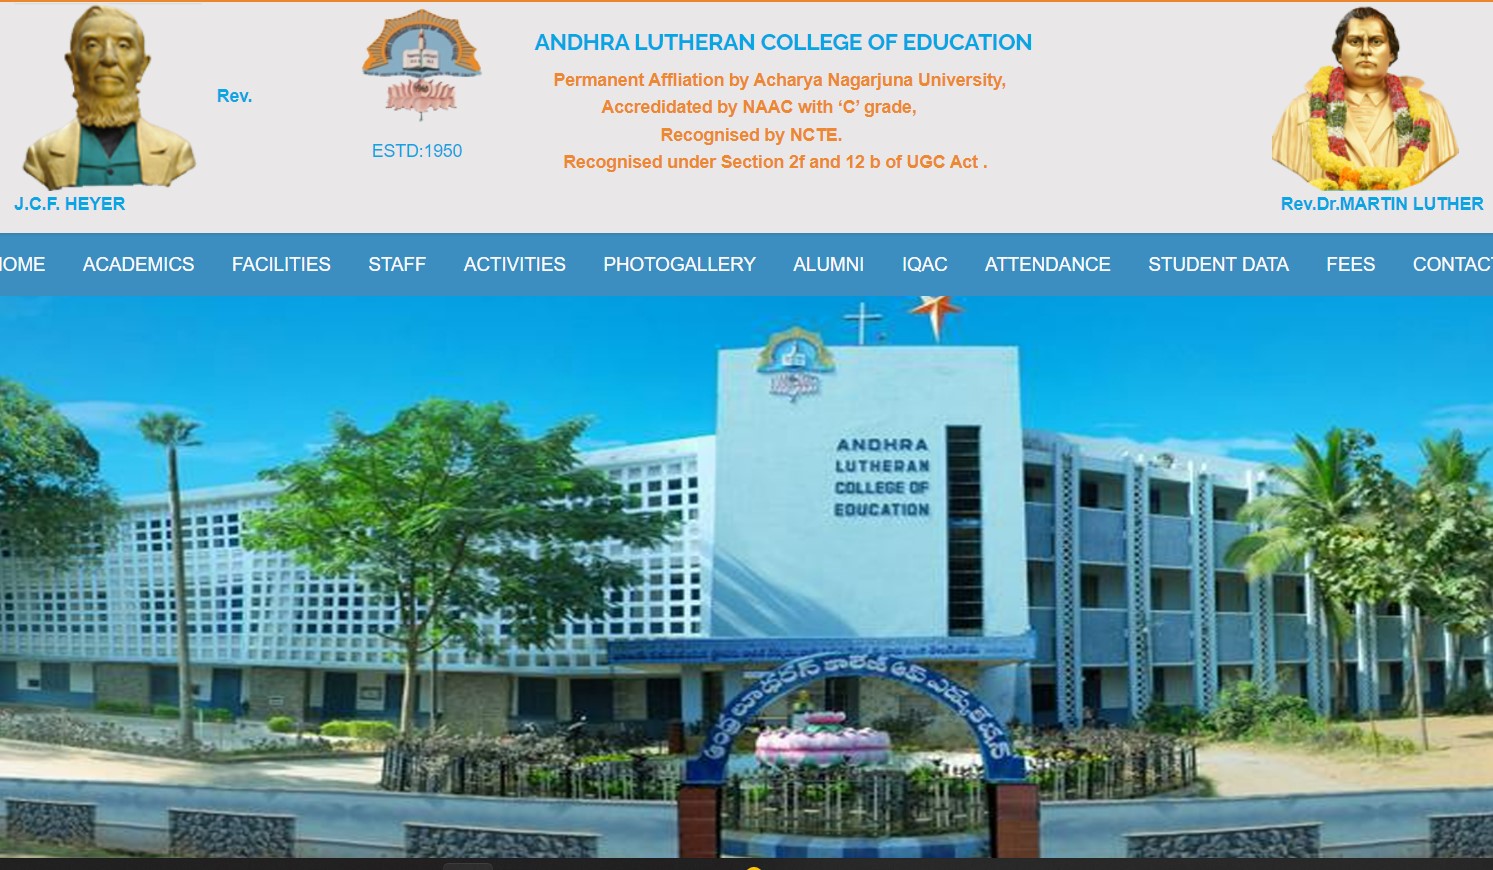 Rev.
J.C.F. HEYER
ESTD:1950
ANDHRA LUTHERAN COLLEGE OF EDUCATION
Permanent Affliation by Acharya Nagarjuna University,
Accredidated by NAAC with ‘C’ grade,
Recognised by NCTE.
Recognised under Section 2f and 12 b of UGC Act .
Rev.Dr.MARTIN LUTHER
OME ACADEMICS FACILITIES STAFF ACTIVITIES PHOTOGALLERY ALUMNI IQAC ATTENDANCE STUDENT DATA FEES CONTACT
ANDHRA
LUTHERAN
COLLEGE OF
EDUCATION
ఆంధ్ర లూథరన్ కాలేజి ఆఫ్ ఎడ్యుకేషన్